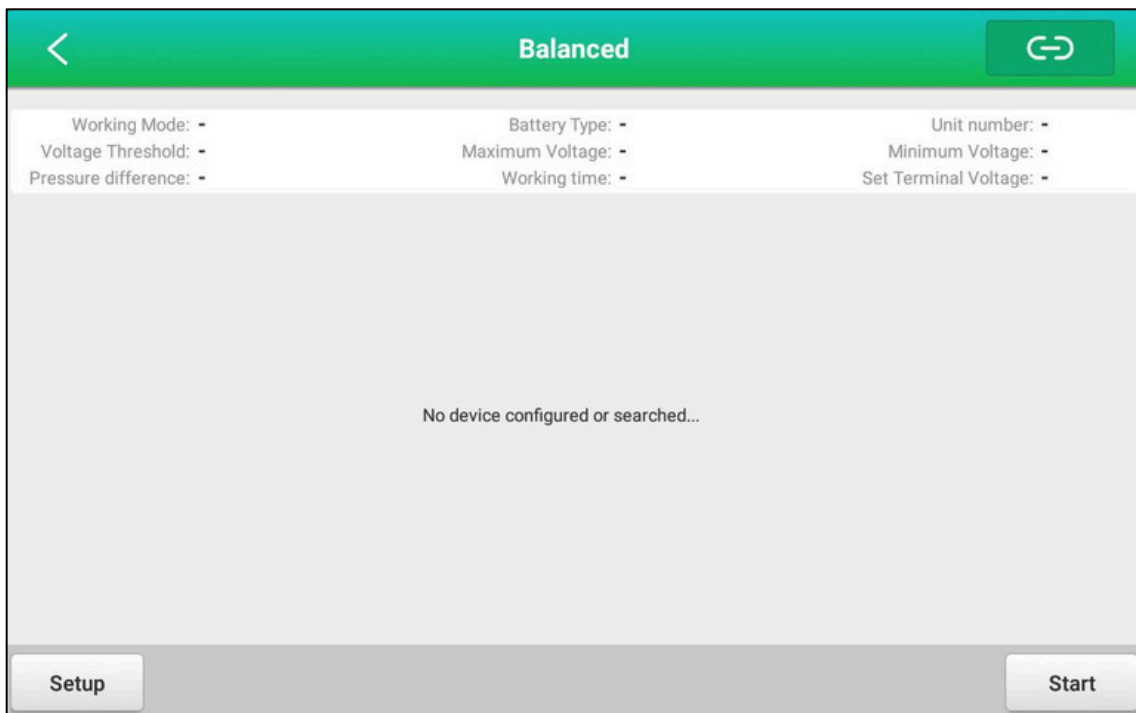 Balanced
Working Mode: - Battery Type: - Unit number: -
Voltage Threshold: - Maximum Voltage: - Minimum Voltage: -
Pressure difference: - Working time: - Set Terminal Voltage: -
No device configured or searched...
Setup Start